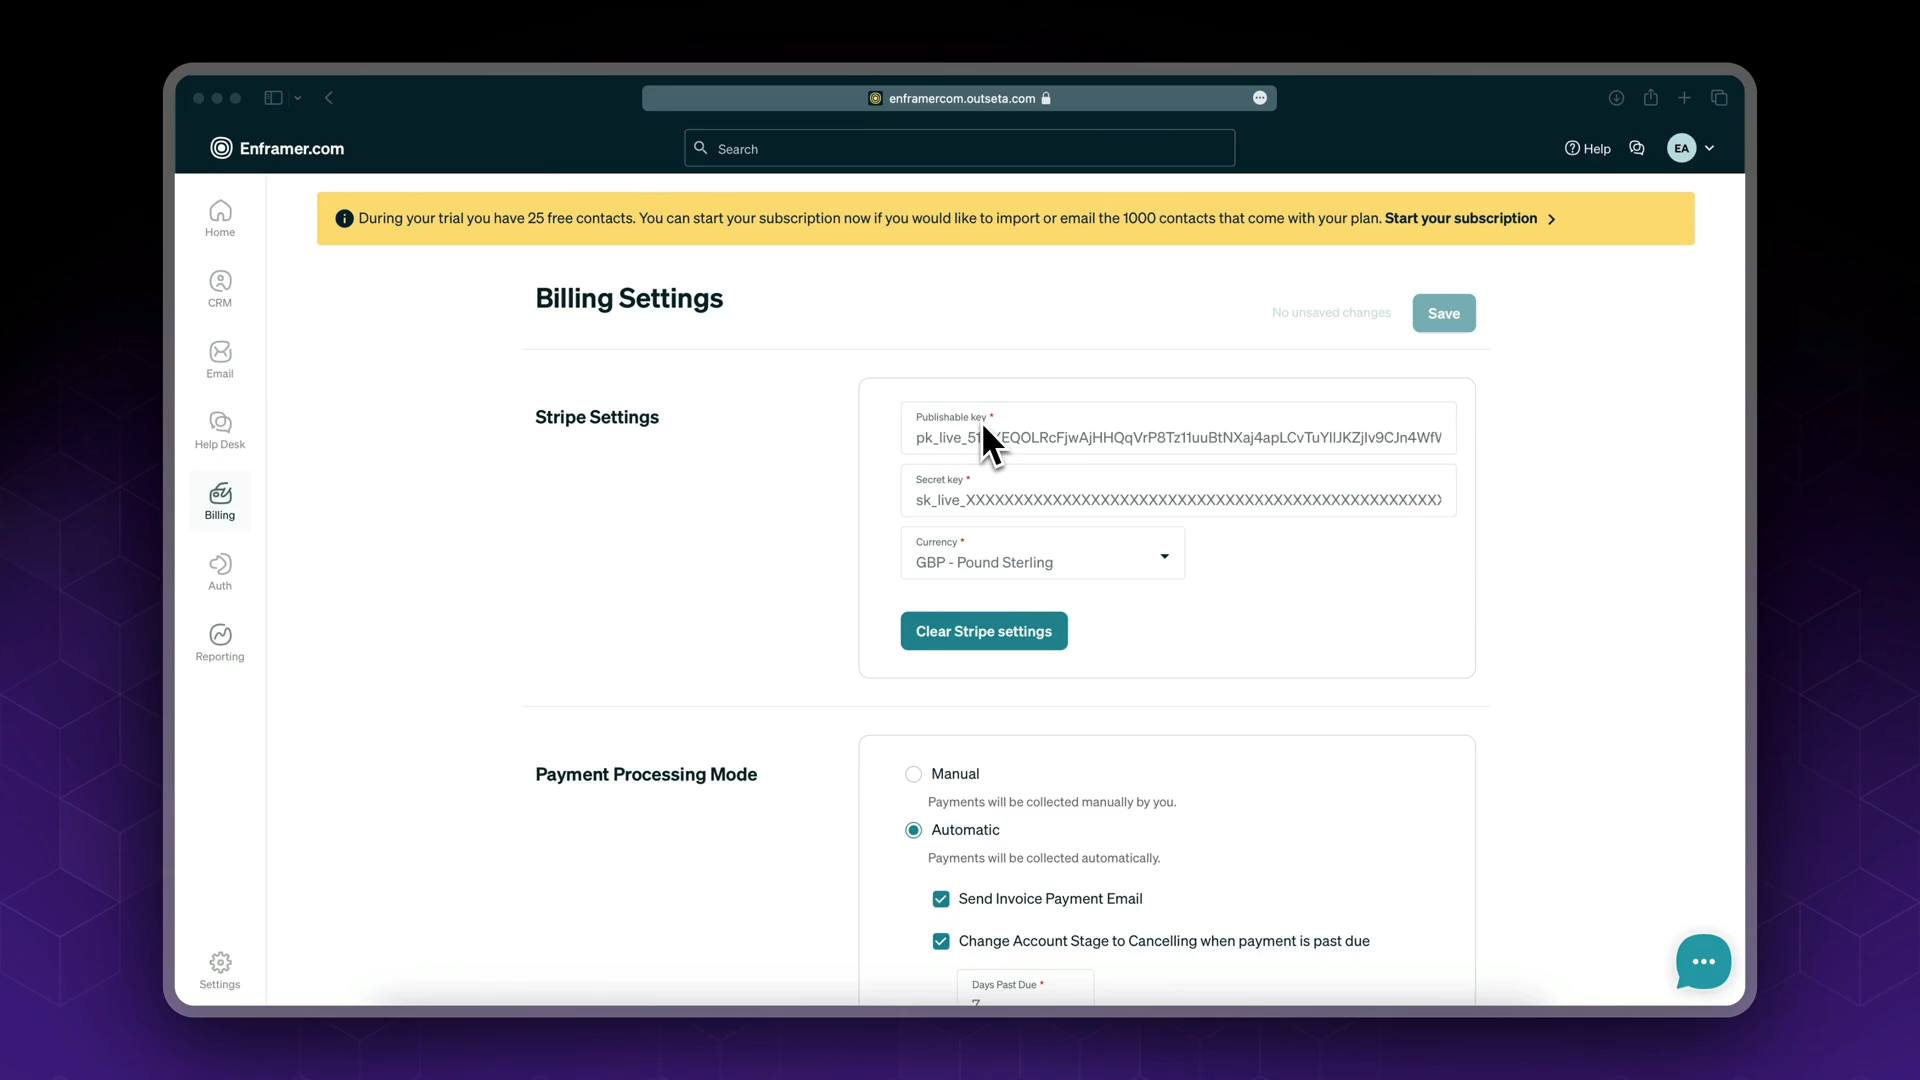 enframercom.outseta.com
Enframer.com
Search
Help
EA
During your trial you have 25 free contacts. You can start your subscription now if you would like to import or email the 1000 contacts that come with your plan. Start your subscription
Home
CRM
Email
Help Desk
Billing
Auth
Reporting
Settings
Billing Settings
No unsaved changes
Save
Stripe Settings
Publishable key *
Secret key *
sk_live_XXXXXXXXXXXXXXXXXXXXXXXXXXXXXXXXXXXXXXXXXXXXXXXXX
Currency *
GBP - Pound Sterling
Clear Stripe settings
Payment Processing Mode
Manual
Payments will be collected manually by you.
Automatic
Payments will be collected automatically.
Send Invoice Payment Email
Change Account Stage to Cancelling when payment is past due
Days Past Due *